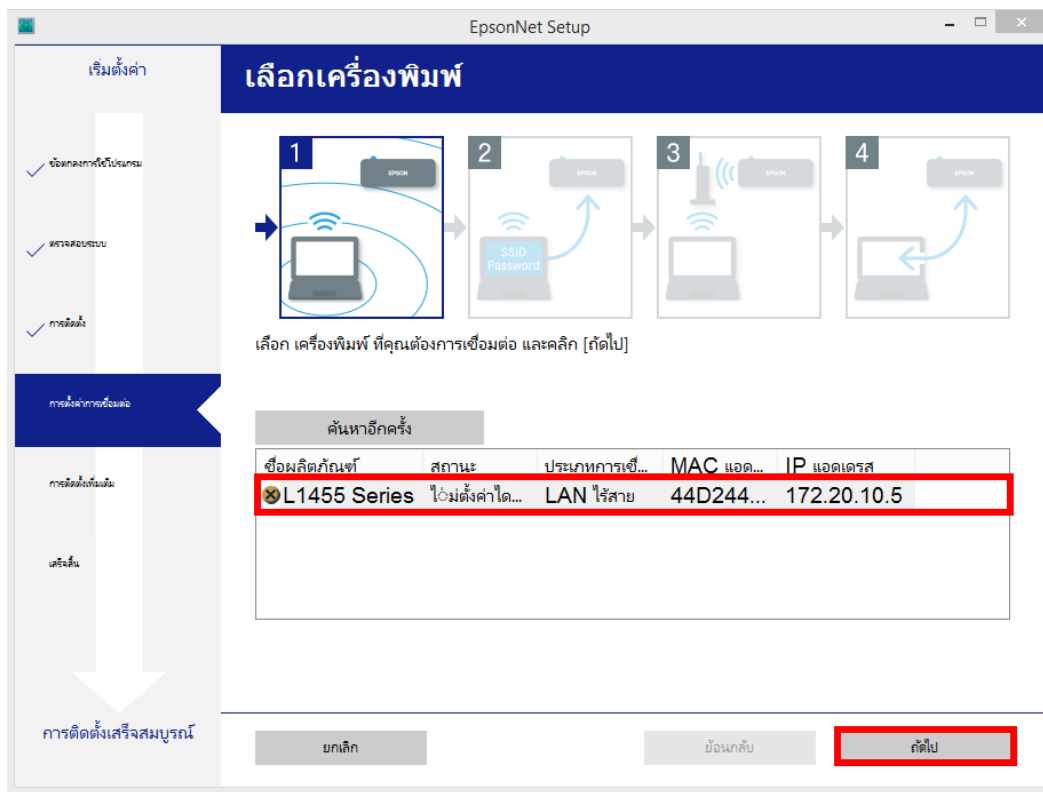 EpsonNet Setup
เริ่มตั้งค่า
เลือกเครื่องพิมพ์
ข้อตกลงการใช้โปรแกรม
ตรวจสอบระบบ
การติดตั้ง
การตั้งค่าการเชื่อมต่อ
การติดตั้งเพิ่มเติม
เสร็จสิ้น
การติดตั้งเสร็จสมบูรณ์
1
EPSON
2
EPSON
SSID
Password
3
EPSON
4
EPSON
เลือก เครื่องพิมพ์ ที่คุณต้องการเชื่อมต่อ และคลิก [ถัดไป]
ค้นหาอีกครั้ง
ชื่อผลิตภัณฑ์ สถานะ ประเภทการเชื่... MAC แอด... IP แอดเดรส
L1455 Series ไ่ม่ตั้งค่าได... LAN ไร้สาย 44D244... 172.20.10.5
ยกเลิก ย้อนกลับ ถัดไป